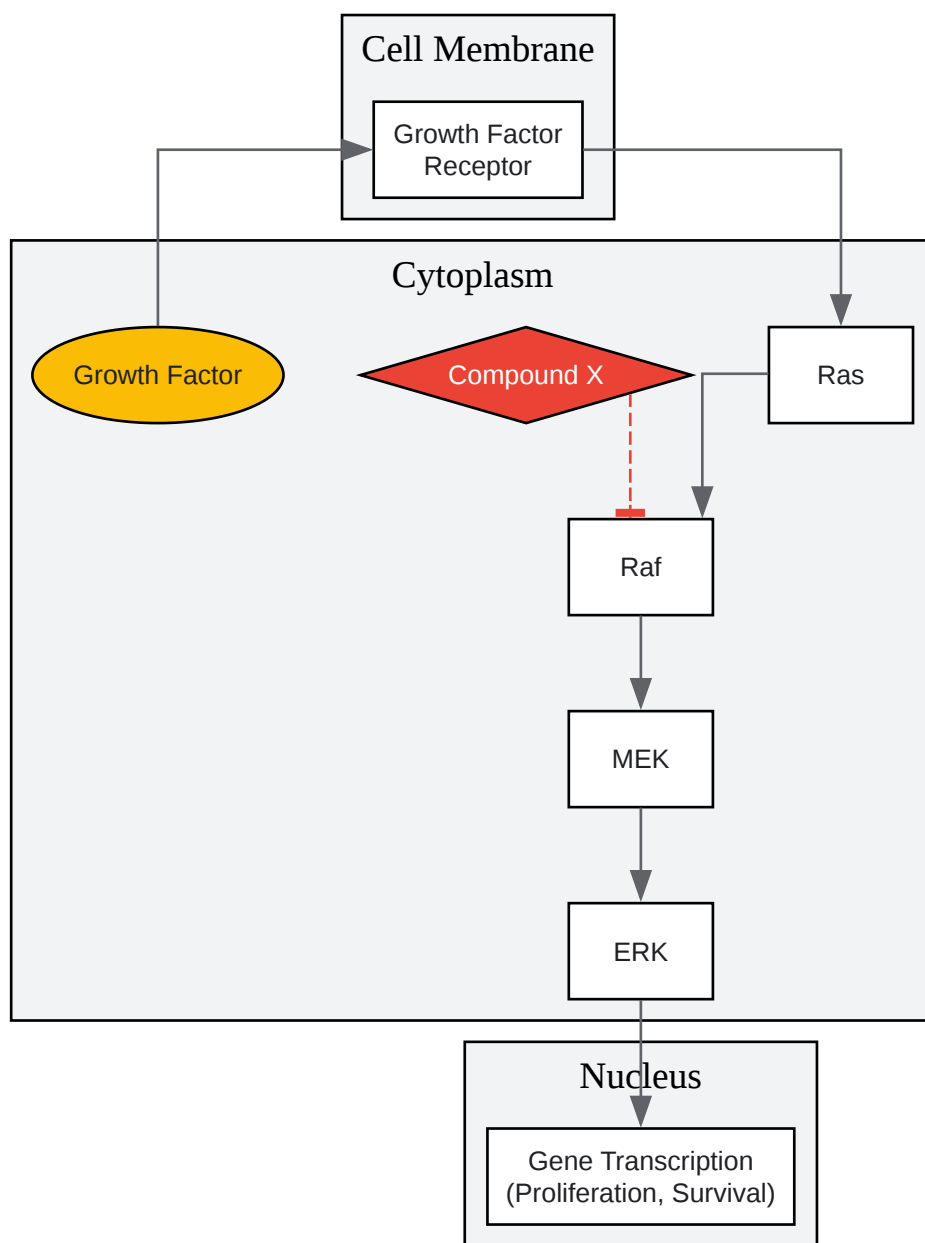 Cell Membrane
Growth Factor
Receptor
Cytoplasm
Growth Factor
Compound X
Ras
Raf
MEK
ERK
Nucleus
Gene Transcription
(Proliferation, Survival)